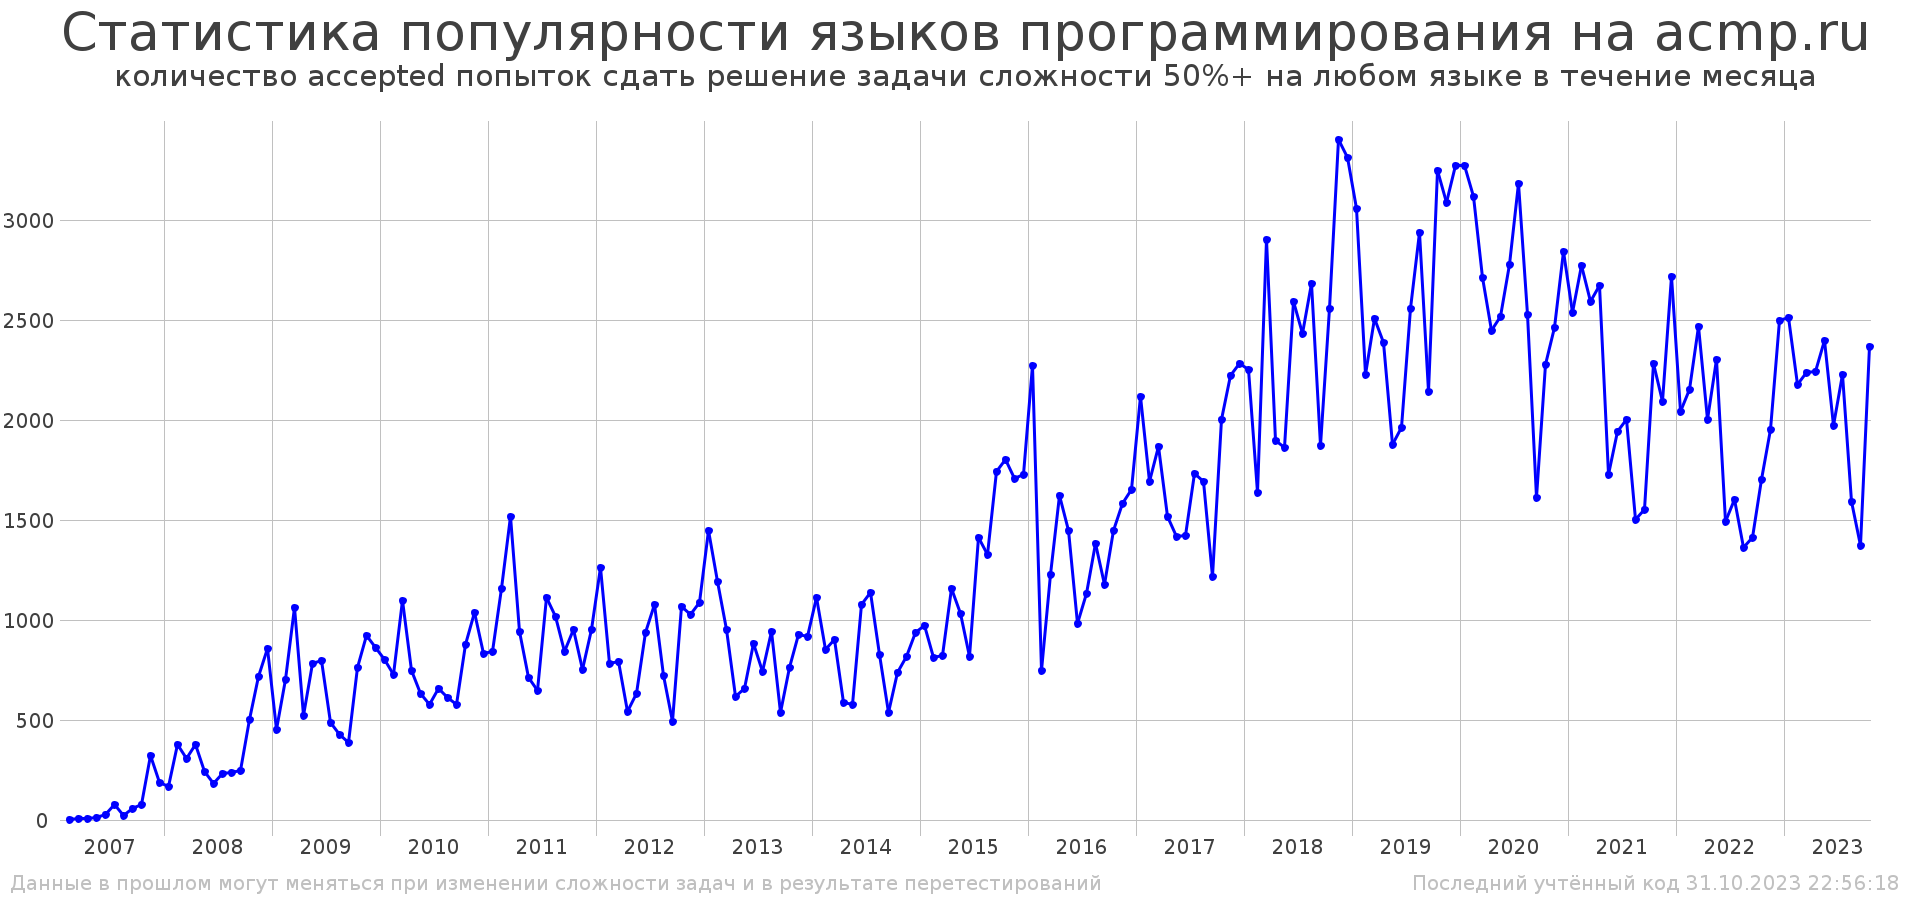 Статистика популярности языков программирования на acmp.ru
количество accepted попыток сдать решение задачи сложности 50%+ на любом языке в течение месяца
3000
2500
2000
1500
1000
500
0
2007 2008 2009 2010 2011 2012 2013 2014 2015 2016 2017 2018 2019 2020 2021 2022 2023
Данные в прошлом могут меняться при изменении сложности задач и в результате перетестирований
Последний учтённый код 31.10.2023 22:56:18